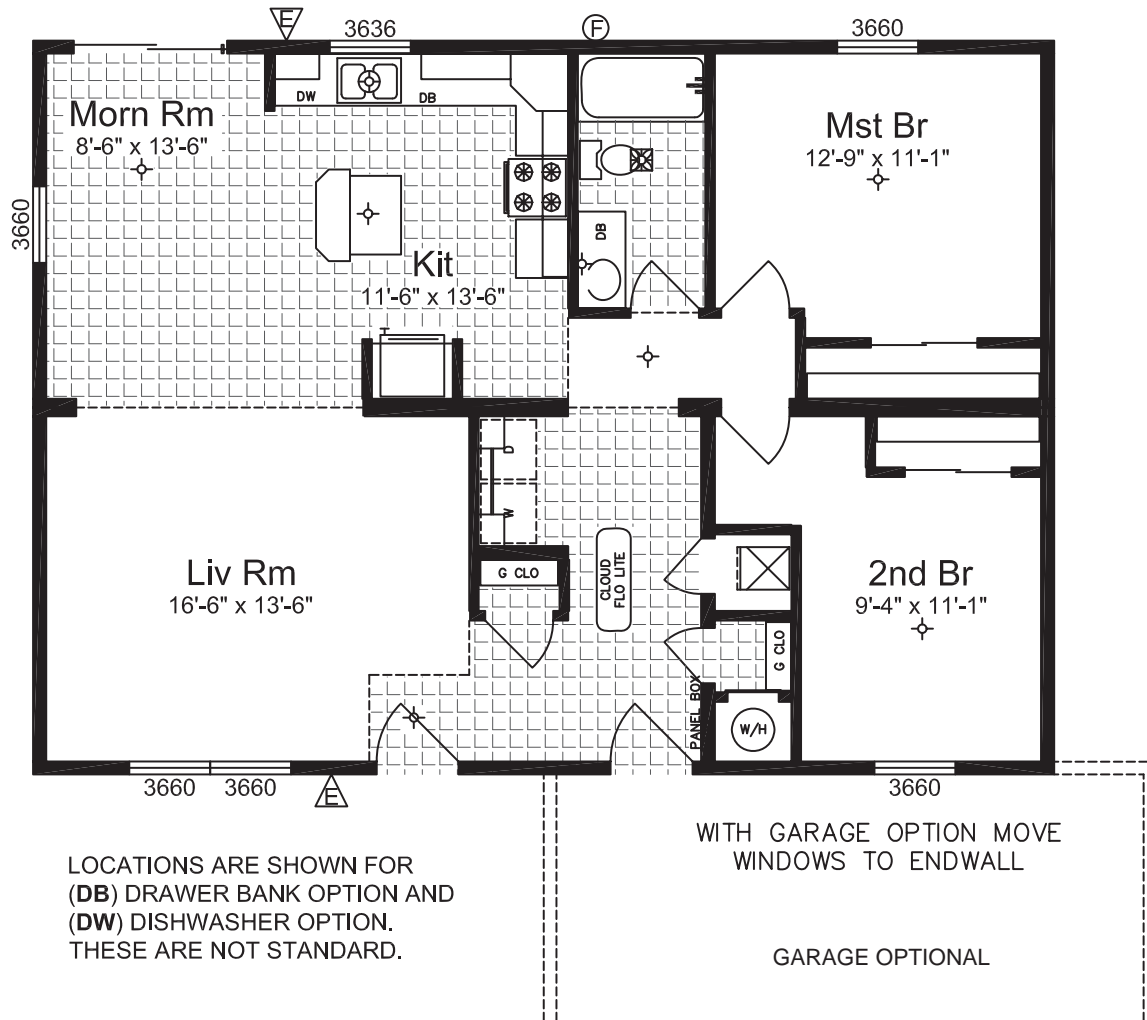 E
3636
F
3660
Morn Rm
8'-6" x 13'-6"
DW
DB
Mst Br
12'-9" x 11'-1"
3660
DB
Kit
11'-6" x 13'-6"
D
W
Liv Rm
16'-6" x 13'-6"
G CLO
CLOUD
FLO LITE
2nd Br
9'-4" x 11'-1"
G CLO
PANEL BOX
W/H
3660
3660
E
3660
LOCATIONS ARE SHOWN FOR
(DB) DRAWER BANK OPTION AND
(DW) DISHWASHER OPTION.
THESE ARE NOT STANDARD.
WITH GARAGE OPTION MOVE
WINDOWS TO ENDWALL
GARAGE OPTIONAL